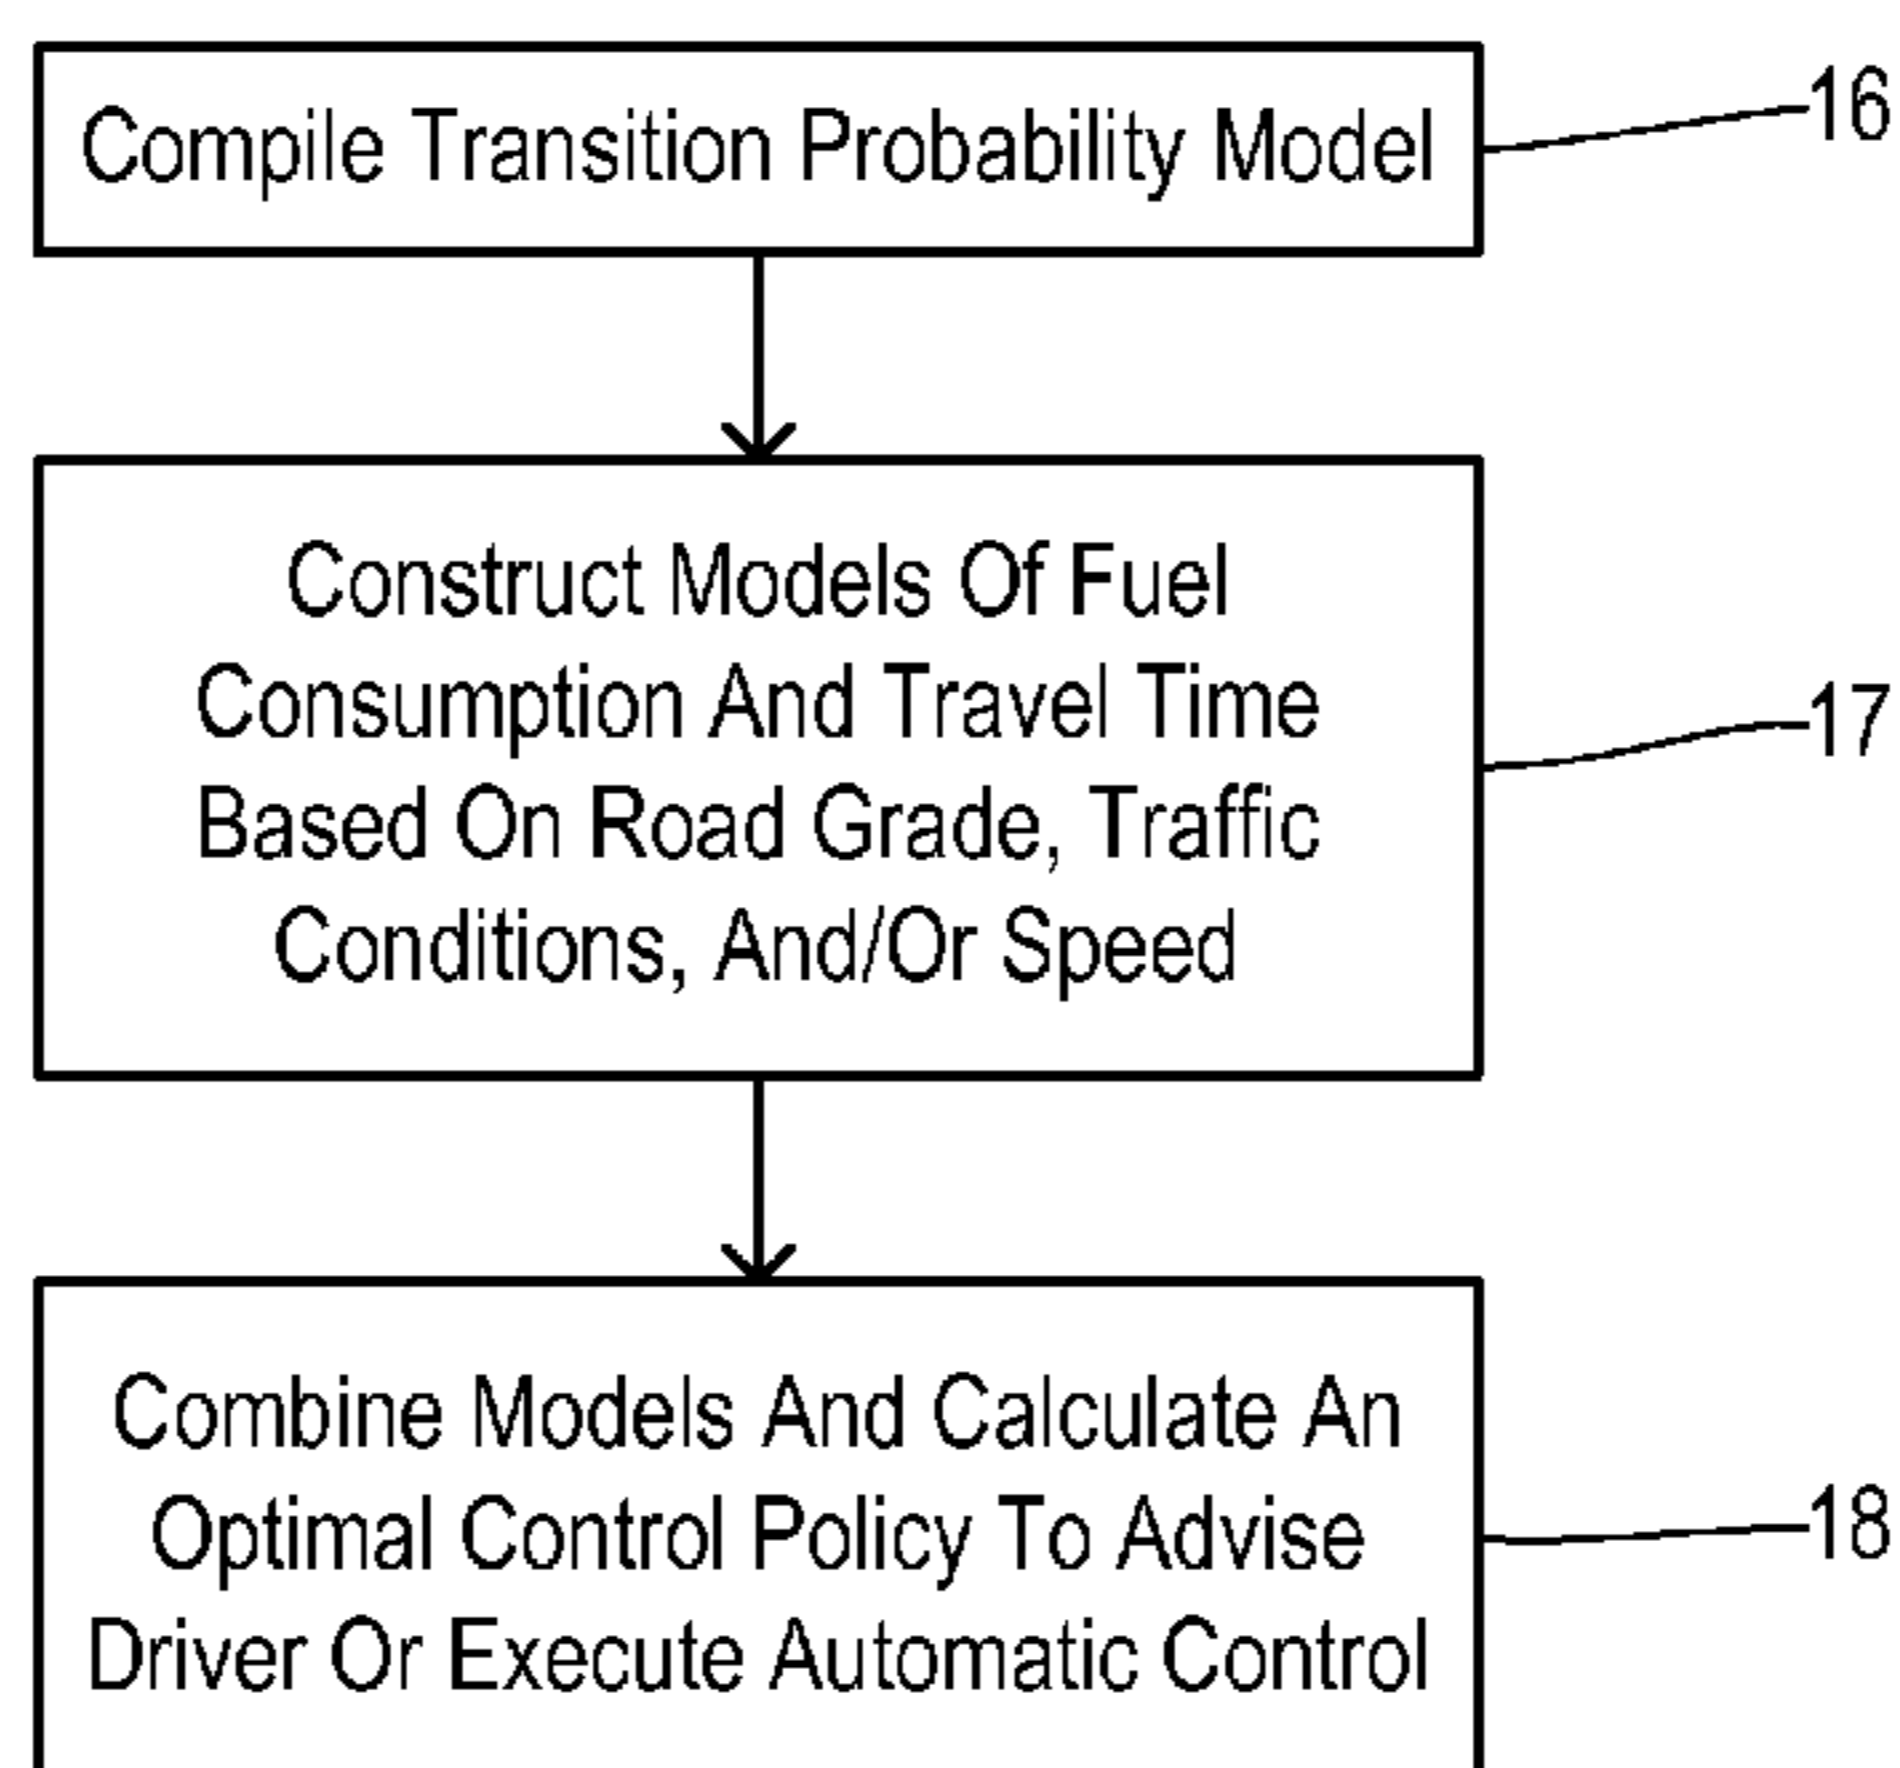 Compile Transition Probability Model
16
Construct Models Of Fuel
Consumption And Travel Time
Based On Road Grade, Traffic
Conditions, And/Or Speed
17
Combine Models And Calculate An
Optimal Control Policy To Advise
Driver Or Execute Automatic Control
18